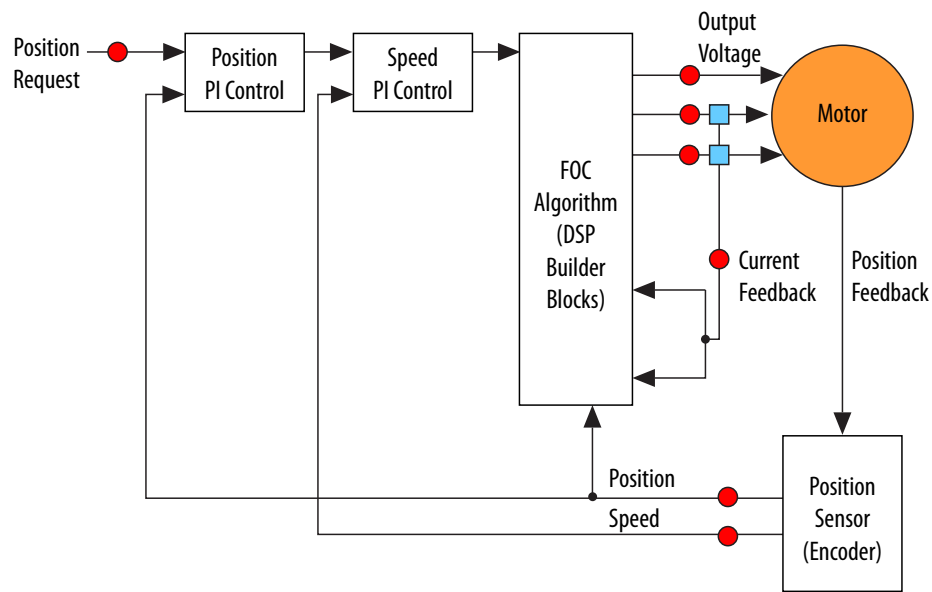 Position
Request
Position
PI Control
Speed
PI Control
Output
Voltage
Motor
FOC
Algorithm
(DSP
Builder
Blocks)
Current
Feedback
Position
Feedback
Position
Speed
Position
Sensor
(Encoder)